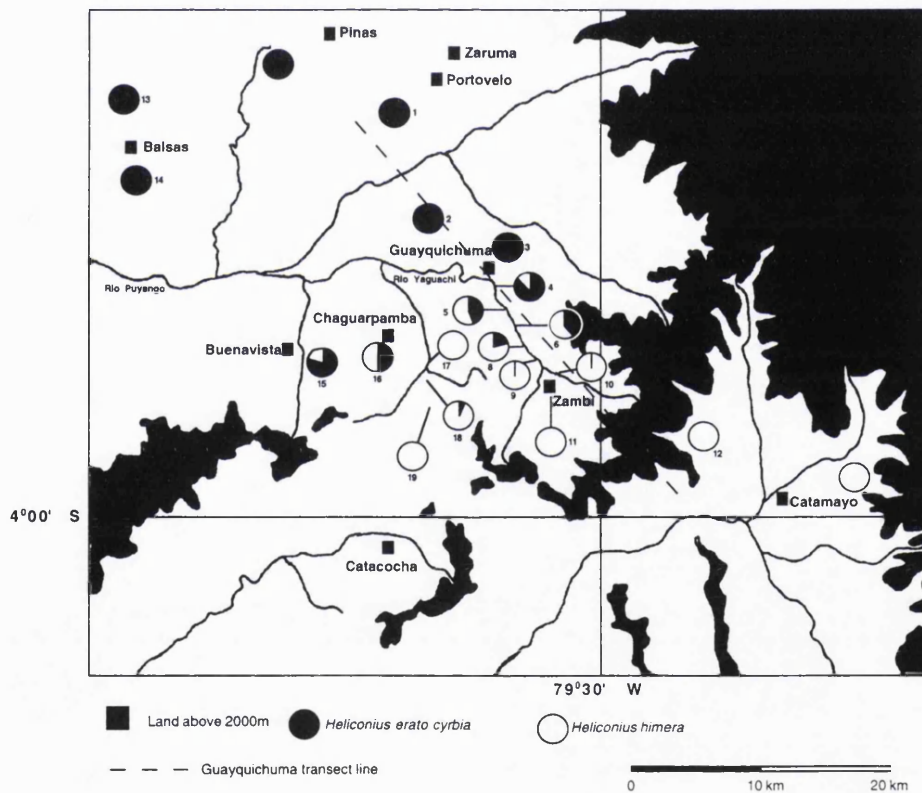 Pinas
Zaruma
Portovelo
13
1
Balsas
14
2
3
Guayquichuma
Rio Puyango
Rio Yaguachi
4
5
6
Chaguarpamba
Buenavista
15
16
17
8
9
10
Zambi
18
11
12
19
Catamayo
4°00' S
Catacocha
79°30' W
Land above 2000m
Heliconius erato cyrbia
Heliconius himera
Guayquichuma transect line
0 10 km 20 km